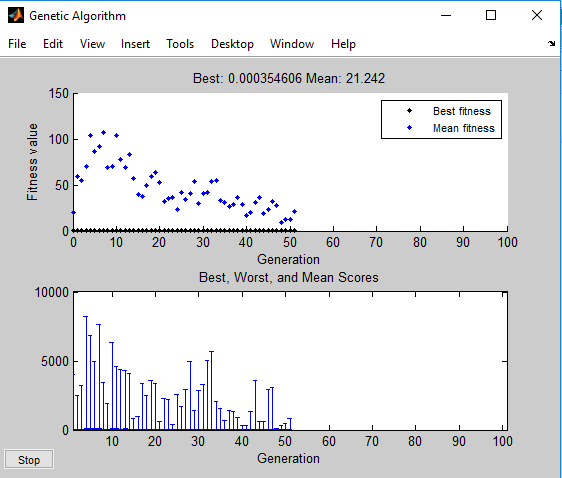 Genetic Algorithm
File Edit View Insert Tools Desktop Window Help
Best: 0.000354606 Mean: 21.242
150
100
50
0
Fitness value
Best fitness
Mean fitness
0 10 20 30 40 50 60 70 80 90 100
Generation
Best, Worst, and Mean Scores
10000
5000
0
10 20 30 40 50 60 70 80 90 100
Generation
Stop